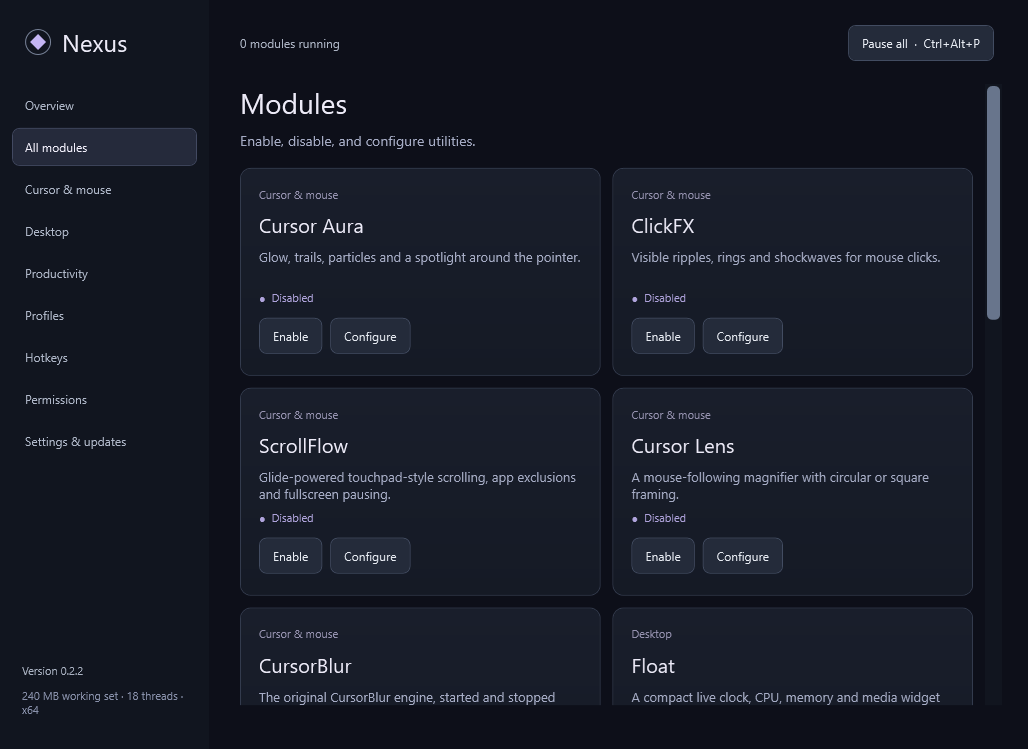 Nexus
Overview
All modules
Cursor & mouse
Desktop
Productivity
Profiles
Hotkeys
Permissions
Settings & updates
Version 0.2.2
240 MB working set · 18 threads ·
x64
0 modules running
Pause all · Ctrl+Alt+P
Modules
Enable, disable, and configure utilities.
Cursor & mouse
Cursor Aura
Glow, trails, particles and a spotlight around the pointer.
● Disabled
Enable
Configure
Cursor & mouse
ClickFX
Visible ripples, rings and shockwaves for mouse clicks.
● Disabled
Enable
Configure
Cursor & mouse
ScrollFlow
Glide-powered touchpad-style scrolling, app exclusions
and fullscreen pausing.
● Disabled
Enable
Configure
Cursor & mouse
Cursor Lens
A mouse-following magnifier with circular or square
framing.
● Disabled
Enable
Configure
Cursor & mouse
CursorBlur
The original CursorBlur engine, started and stopped
Desktop
Float
A compact live clock, CPU, memory and media widget